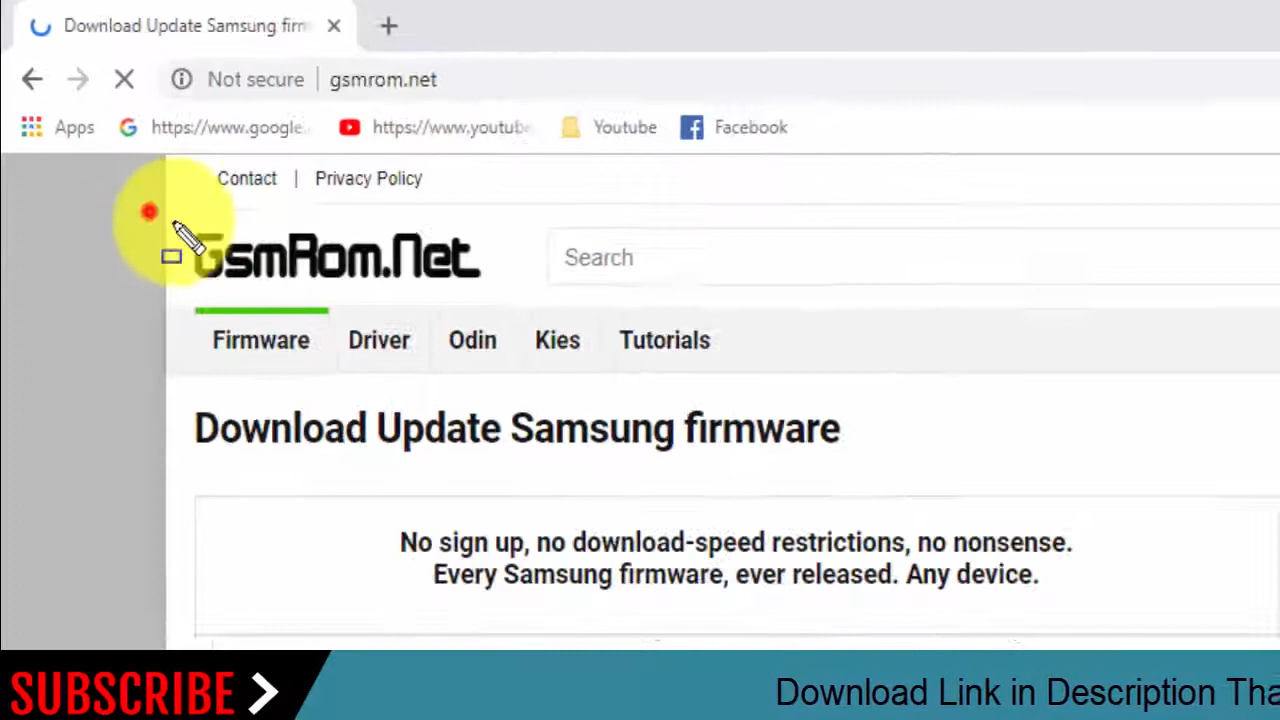 Download Update Samsung firm
Not secure gsmrom.net
Apps https://www.google. https://www.youtube Youtube Facebook
Contact | Privacy Policy
GsmRom.Net
Search
Firmware Driver Odin Kies Tutorials
Download Update Samsung firmware
No sign up, no download-speed restrictions, no nonsense.
Every Samsung firmware, ever released. Any device.
SUBSCRIBE Download Link in Description Tha